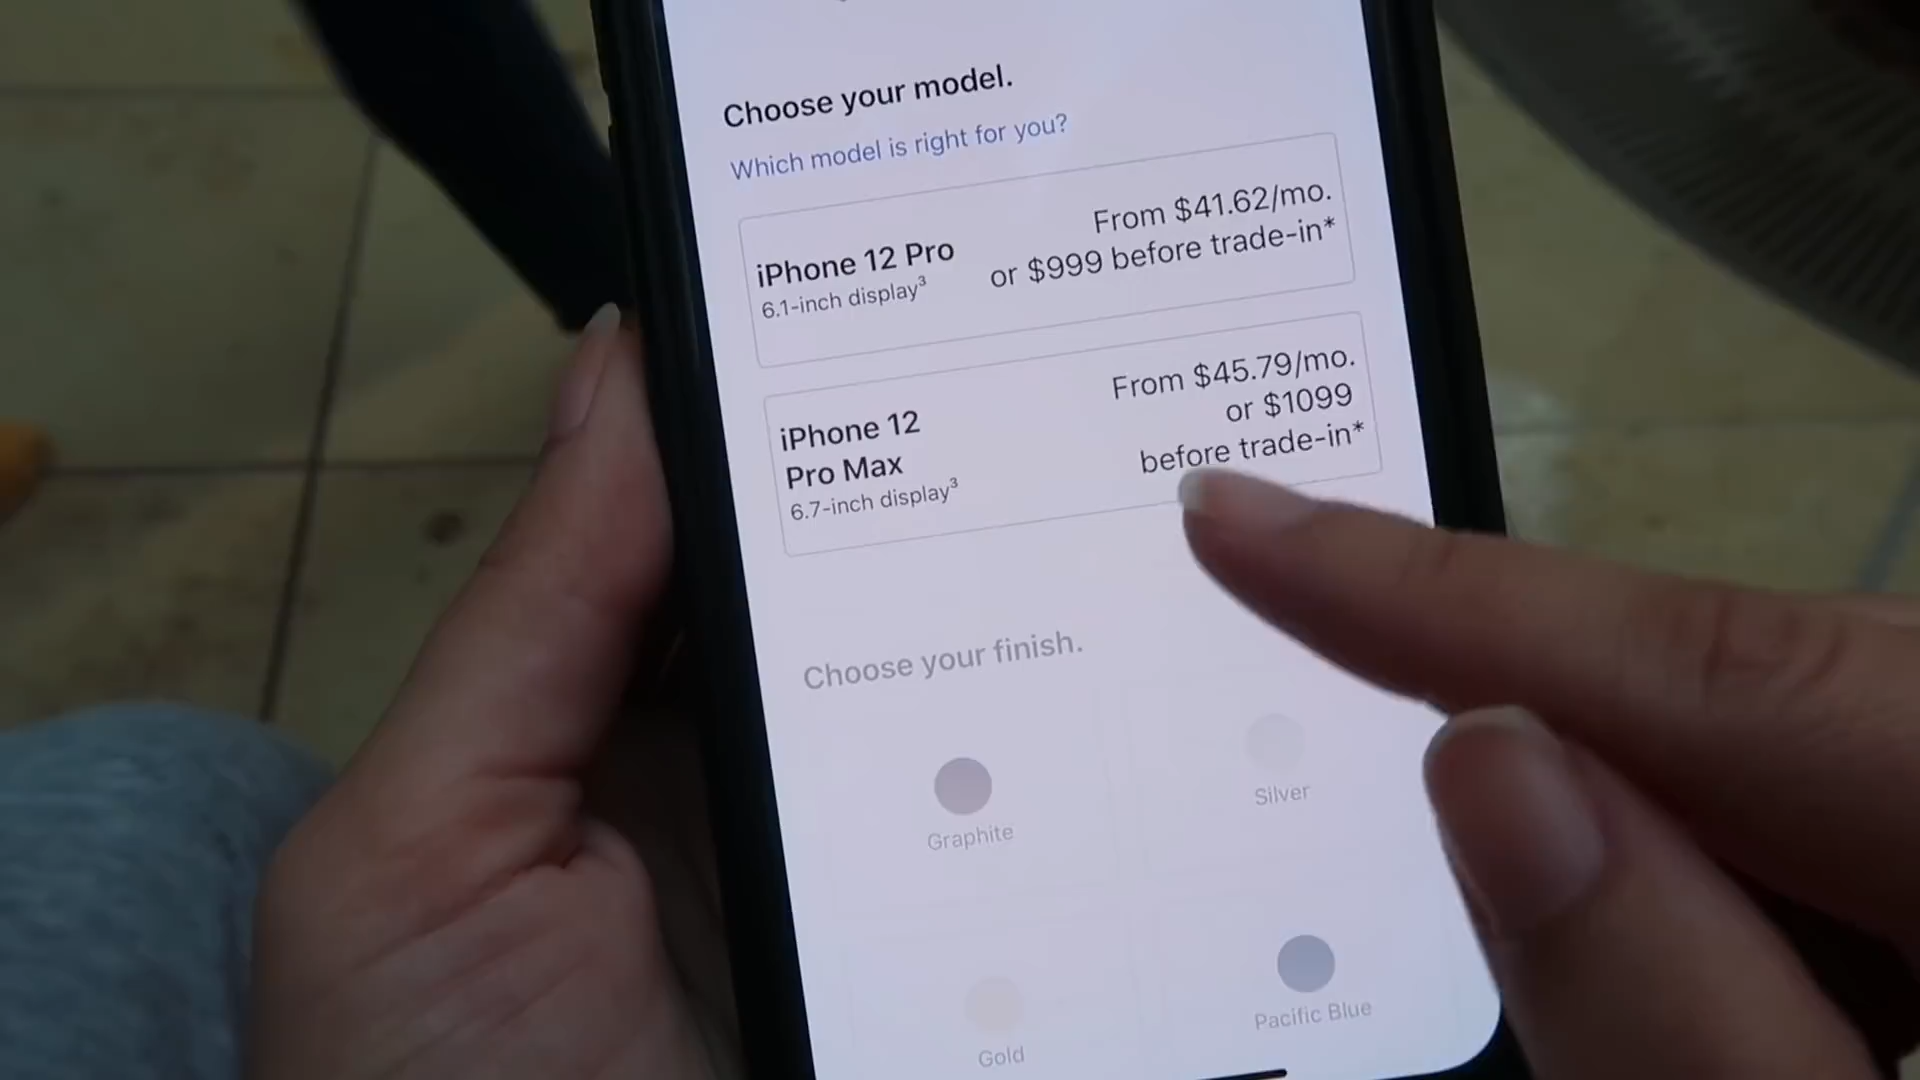 Choose your model.
Which model is right for you?
iPhone 12 Pro
6.1-inch display³
From $41.62/mo.
or $999 before trade-in*
iPhone 12
Pro Max
6.7-inch display³
From $45.79/mo.
or $1099
before trade-in*
Choose your finish.
Graphite
Silver
Gold
Pacific Blue